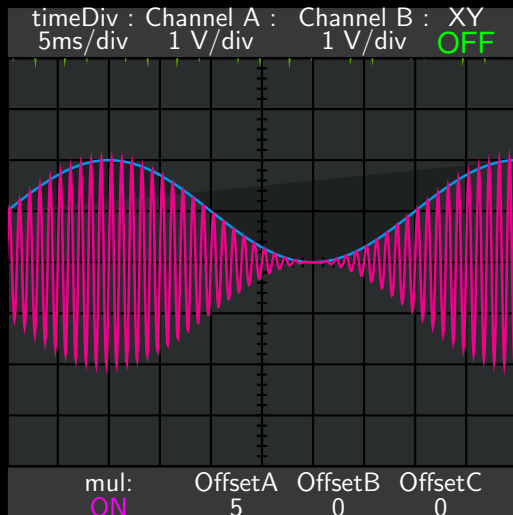 timeDiv : Channel A : Channel B : XY
5ms/div 1 V/div 1 V/div OFF
mul: OffsetA OffsetB OffsetC
ON 5 0 0